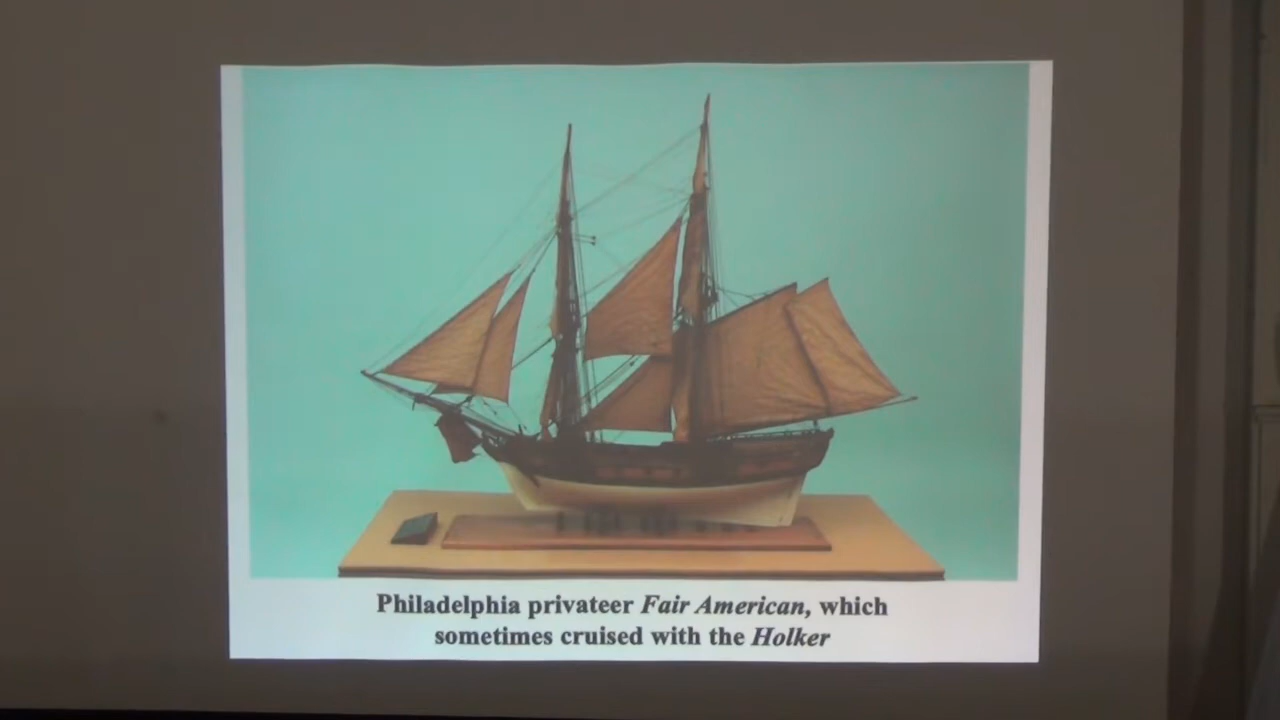 Philadelphia privateer Fair American, which
sometimes cruised with the Holker